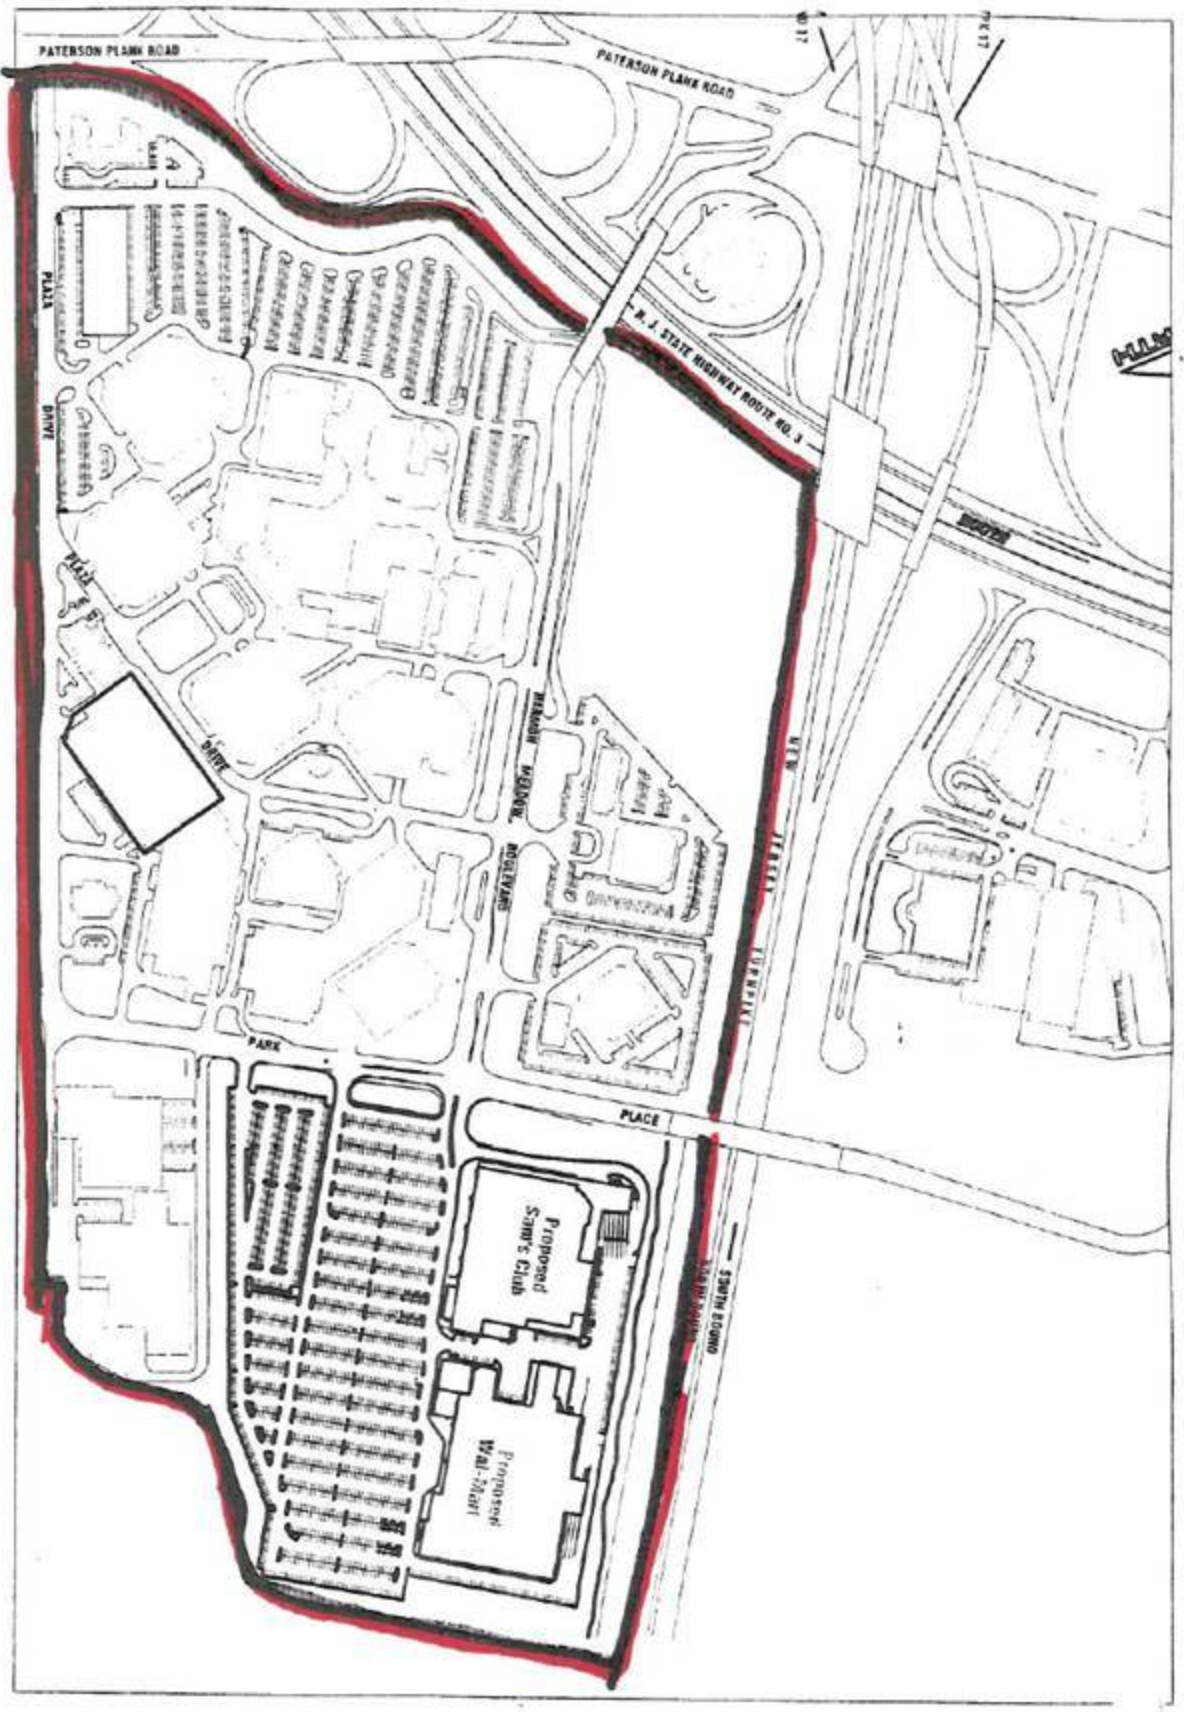 PATERSON PLANK ROAD
PATERSON PLANK ROAD
N. J. STATE HIGHWAY ROUTE NO. 3
PLAZA
DRIVE
PLAZA
DRIVE
HARMON
MEADOW
BOULEVARD
NEW
JERSEY
TURNPIKE
PARK
PLACE
SOUTH BOUND
Proposed
Sam's Club
Proposed
Wal-Mart